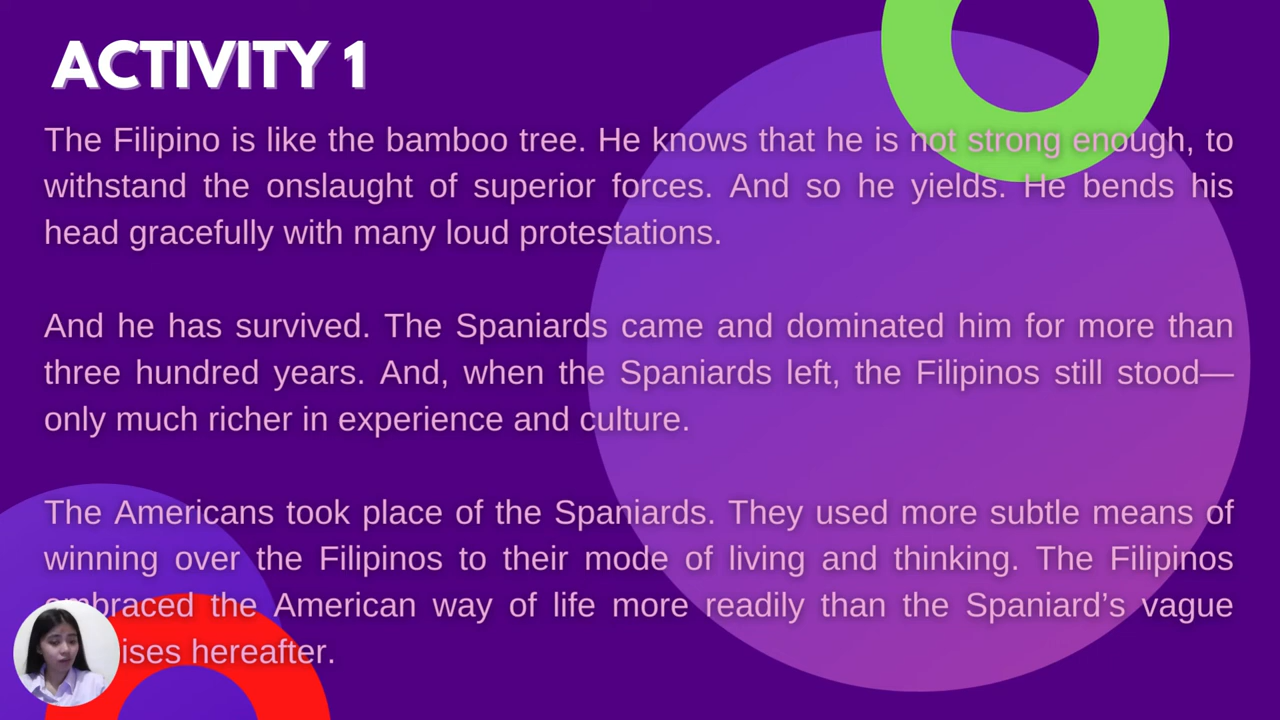 ACTIVITY 1
The Filipino is like the bamboo tree. He knows that he is not strong enough, to
withstand the onslaught of superior forces. And so he yields. He bends his
head gracefully with many loud protestations.
And he has survived. The Spaniards came and dominated him for more than
three hundred years. And, when the Spaniards left, the Filipinos still stood—
only much richer in experience and culture.
The Americans took place of the Spaniards. They used more subtle means of
winning over the Filipinos to their mode of living and thinking. The Filipinos
embraced the American way of life more readily than the Spaniard’s vague
hereafter.